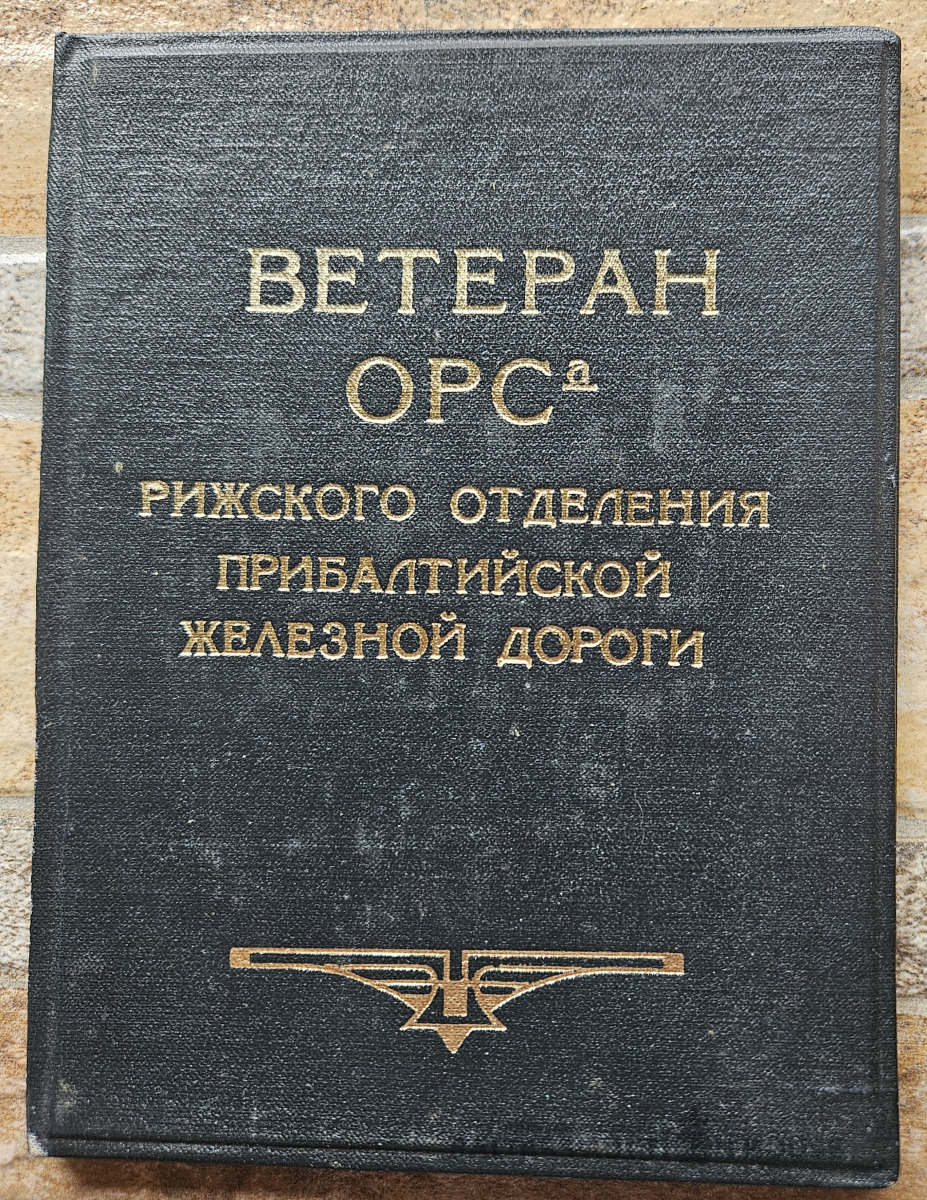 ВЕТЕРАН
ОРСа
РИЖСКОГО ОТДЕЛЕНИЯ
ПРИБАЛТИЙСКОЙ
ЖЕЛЕЗНОЙ ДОРОГИ